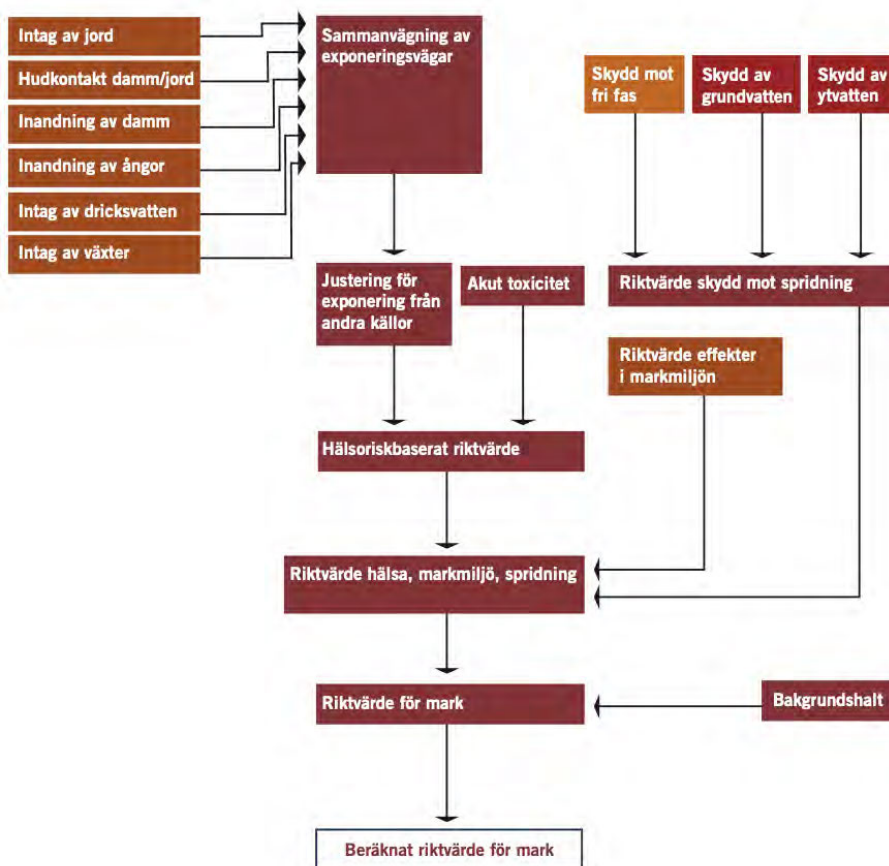 Intag av jord
Hudkontakt damm/jord
Inandning av damm
Inandning av ångor
Intag av dricksvatten
Intag av växter
Sammanvägning av
exponeringsvägar
Skydd mot
fri fas
Skydd av
grundvatten
Skydd av
ytvatten
Justering för
exponering från
andra källor
Akut toxicitet
Riktvärde skydd mot spridning
Riktvärde effekter
i markmiljön
Hälsoriskbaserat riktvärde
Riktvärde hälsa, markmiljö, spridning
Riktvärde för mark
Bakgrundshalt
Beräknat riktvärde för mark